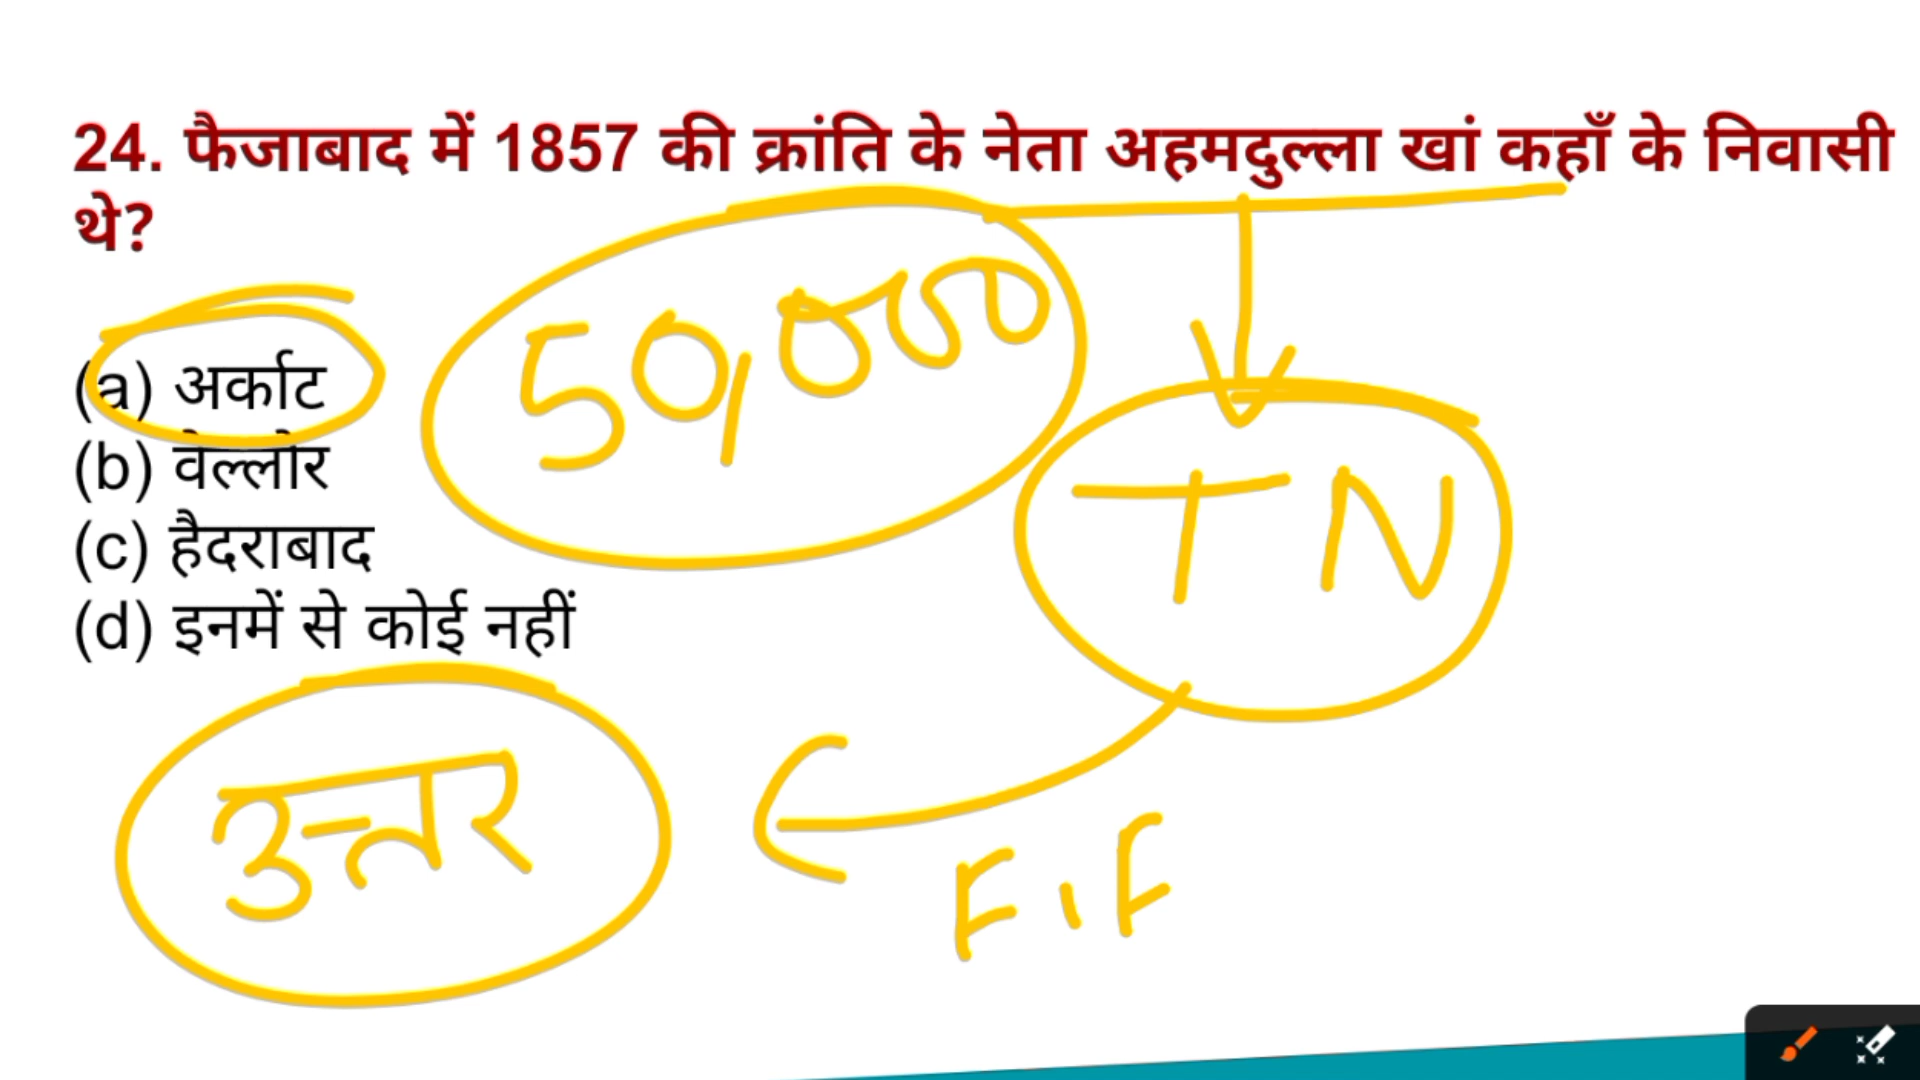 24. फैजाबाद में 1857 की क्रांति के नेता अहमदुल्ला खां कहाँ के निवासी
थे?
50,000
(a) अर्काट
(b) वेल्लोर
(c) हैदराबाद
(d) इनमें से कोई नहीं
TN
उत्तर
F.F